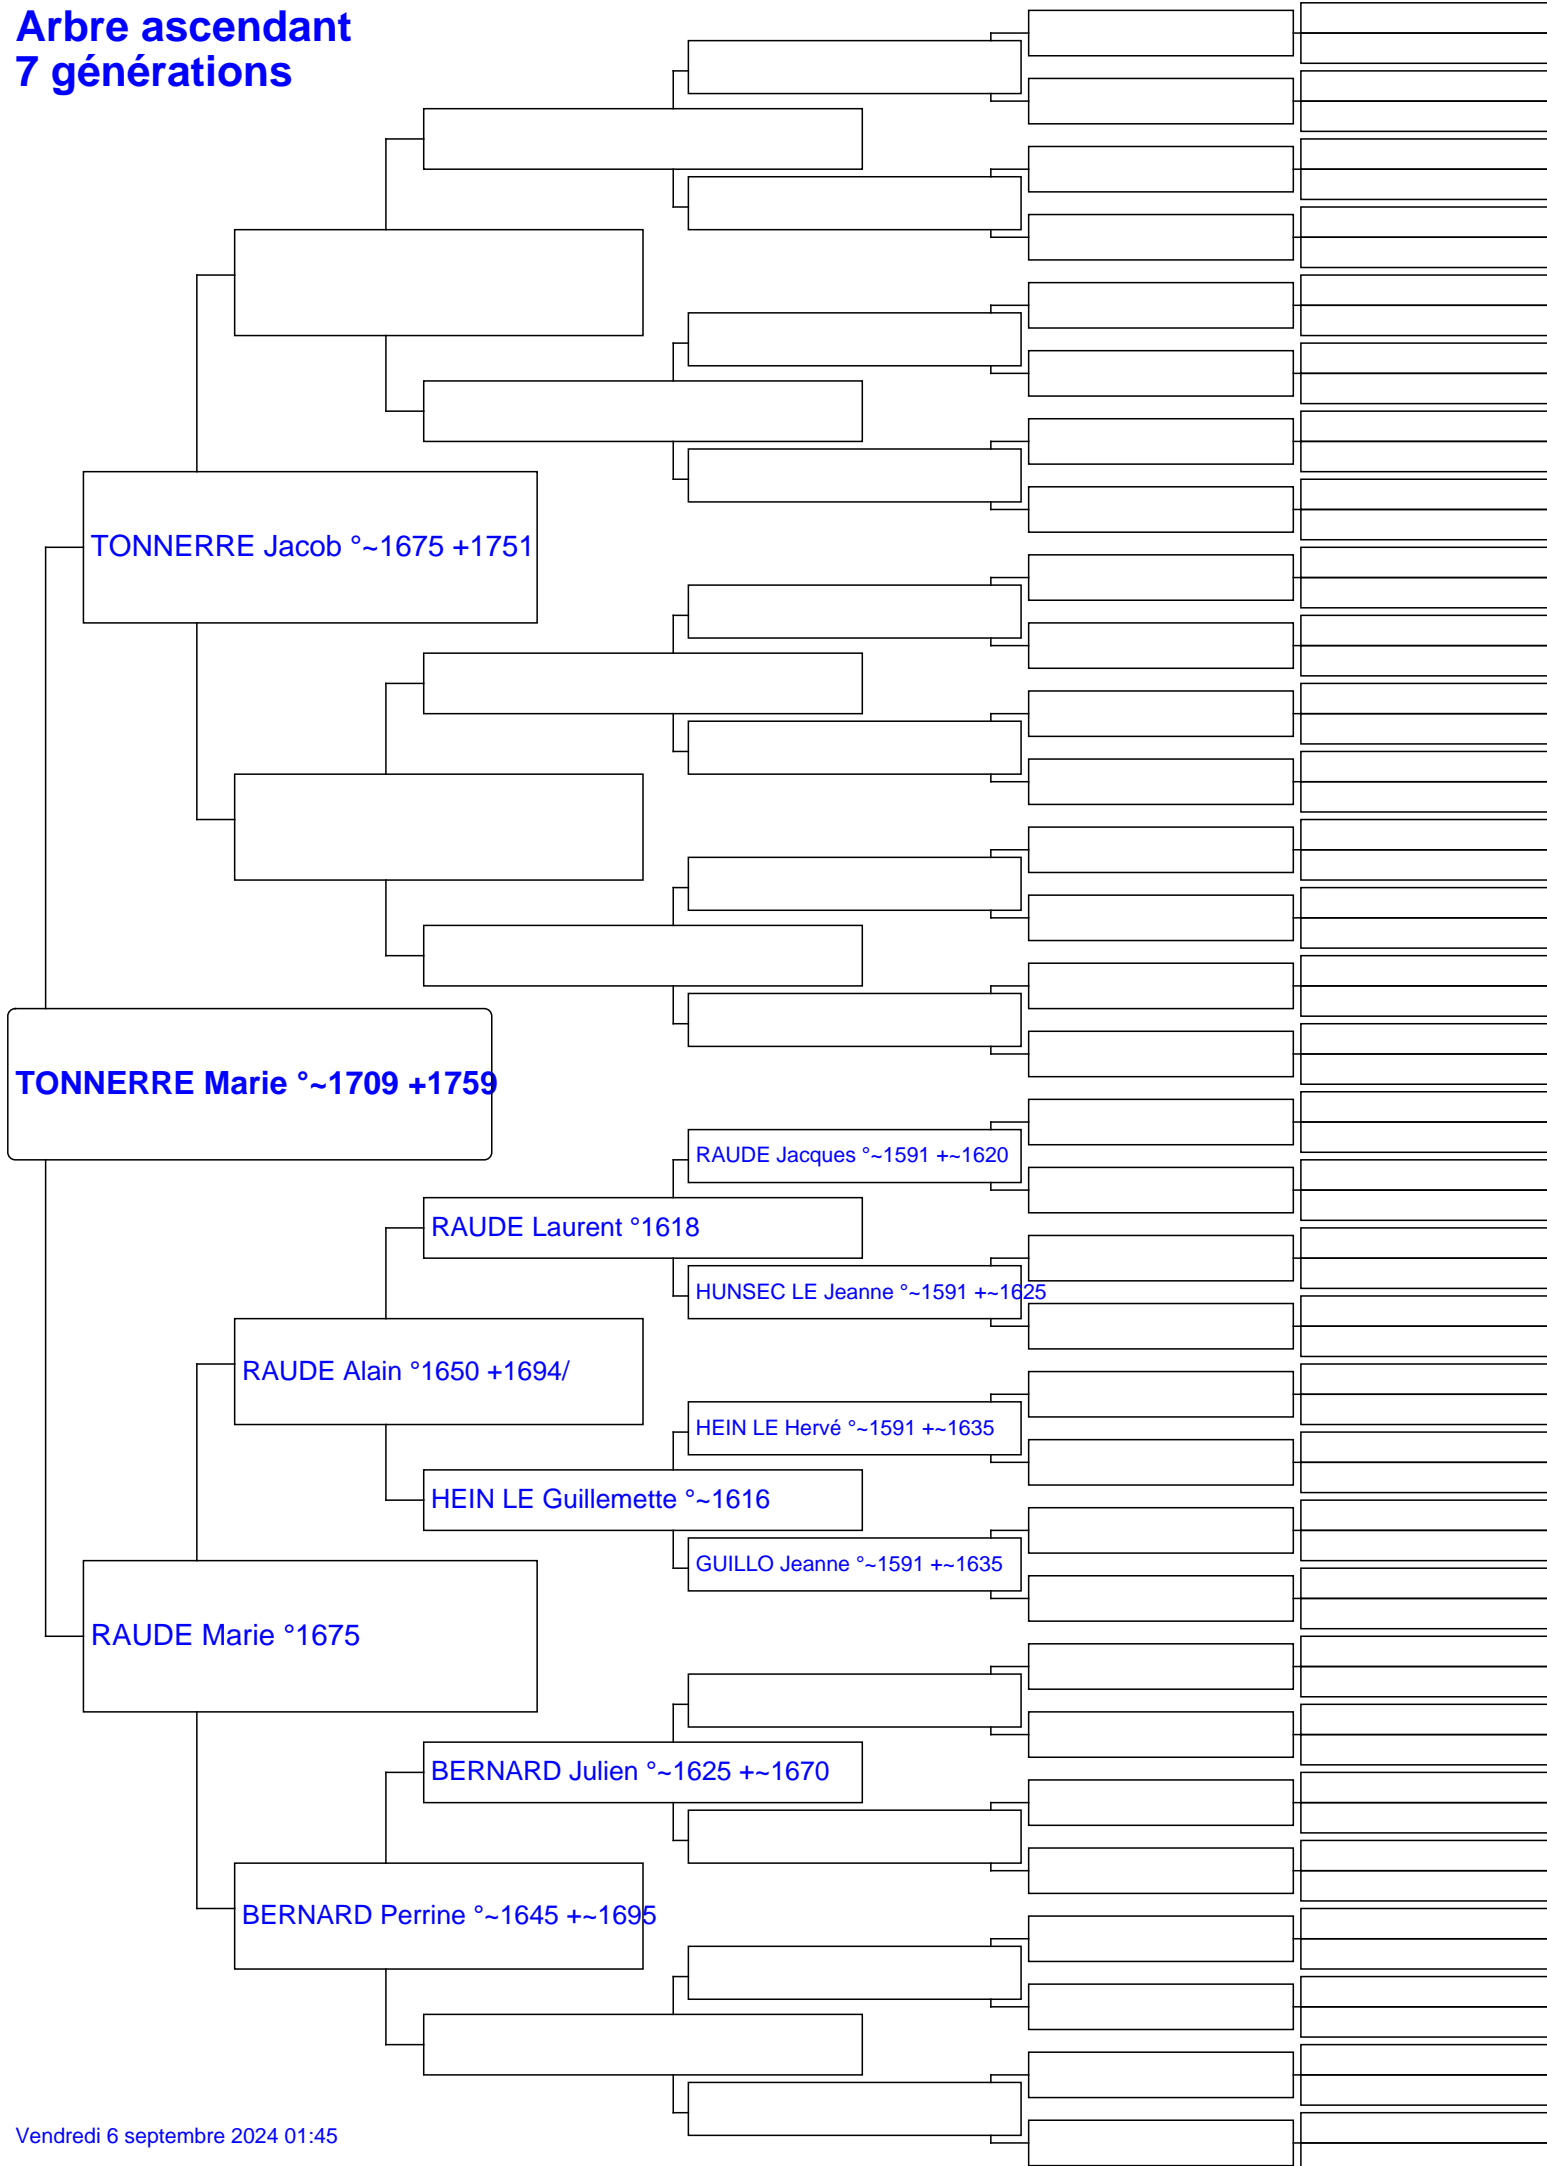 Arbre ascendant
7 générations
TONNERRE Jacob °~1675 +1751
TONNERRE Marie °~1709 +1759
RAUDE Jacques °~1591 +~1620
RAUDE Laurent °1618
HUNSEC LE Jeanne °~1591 +~1625
RAUDE Alain °1650 +1694/
HEIN LE Hervé °~1591 +~1635
HEIN LE Guillemette °~1616
GUILLO Jeanne °~1591 +~1635
RAUDE Marie °1675
BERNARD Julien °~1625 +~1670
BERNARD Perrine °~1645 +~1695
Vendredi 6 septembre 2024 01:45